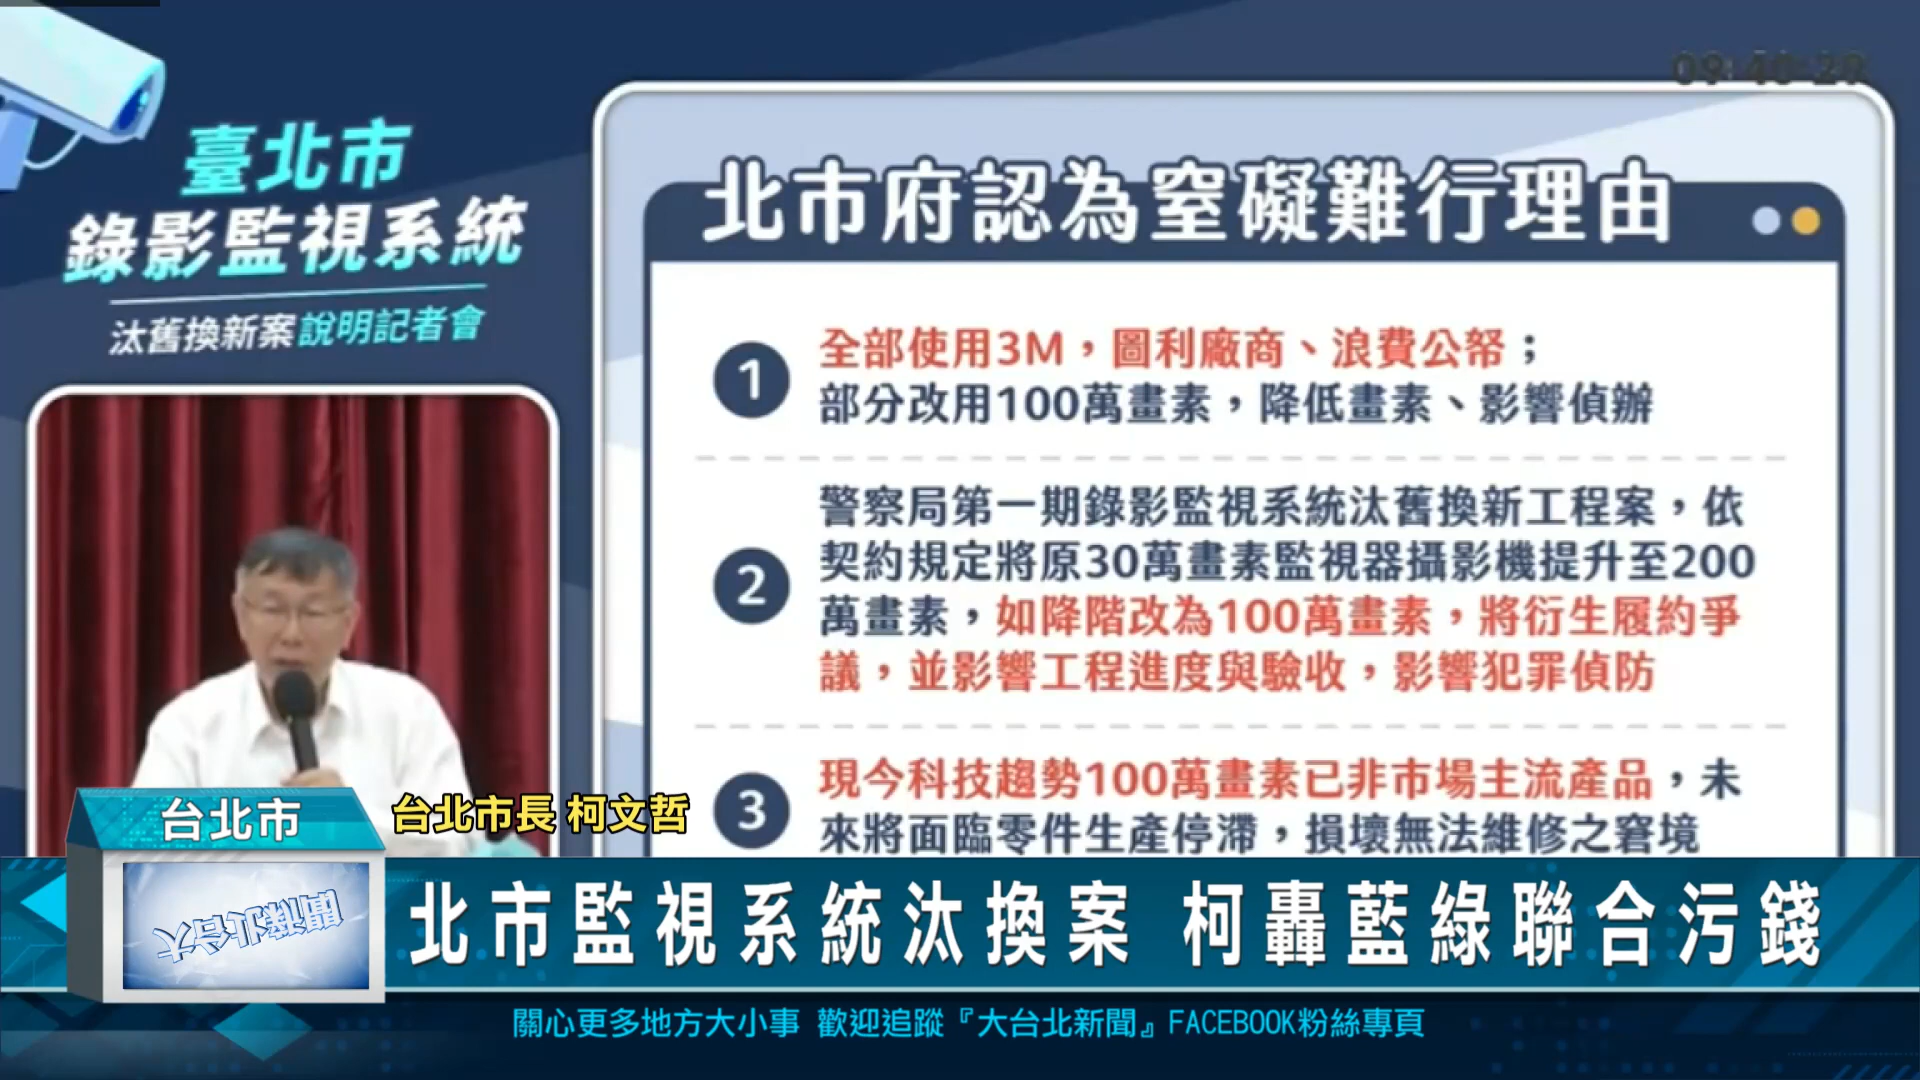 09:40:29
臺北市
錄影監視系統
汰舊換新案說明記者會
北市府認為窒礙難行理由
1
全部使用3M，圖利廠商、浪費公帑；
部分改用100萬畫素，降低畫素、影響偵辦
2
警察局第一期錄影監視系統汰舊換新工程案，依
契約規定將原30萬畫素監視器攝影機提升至200
萬畫素，如降階改為100萬畫素，將衍生履約爭
議，並影響工程進度與驗收，影響犯罪偵防
3
現今科技趨勢100萬畫素已非市場主流產品，未
來將面臨零件生產停滯，損壞無法維修之窘境
台北市
台北市長 柯文哲
大台北新聞
北市監視系統汰換案 柯轟藍綠聯合污錢
關心更多地方大小事 歡迎追蹤『大台北新聞』FACEBOOK粉絲專頁